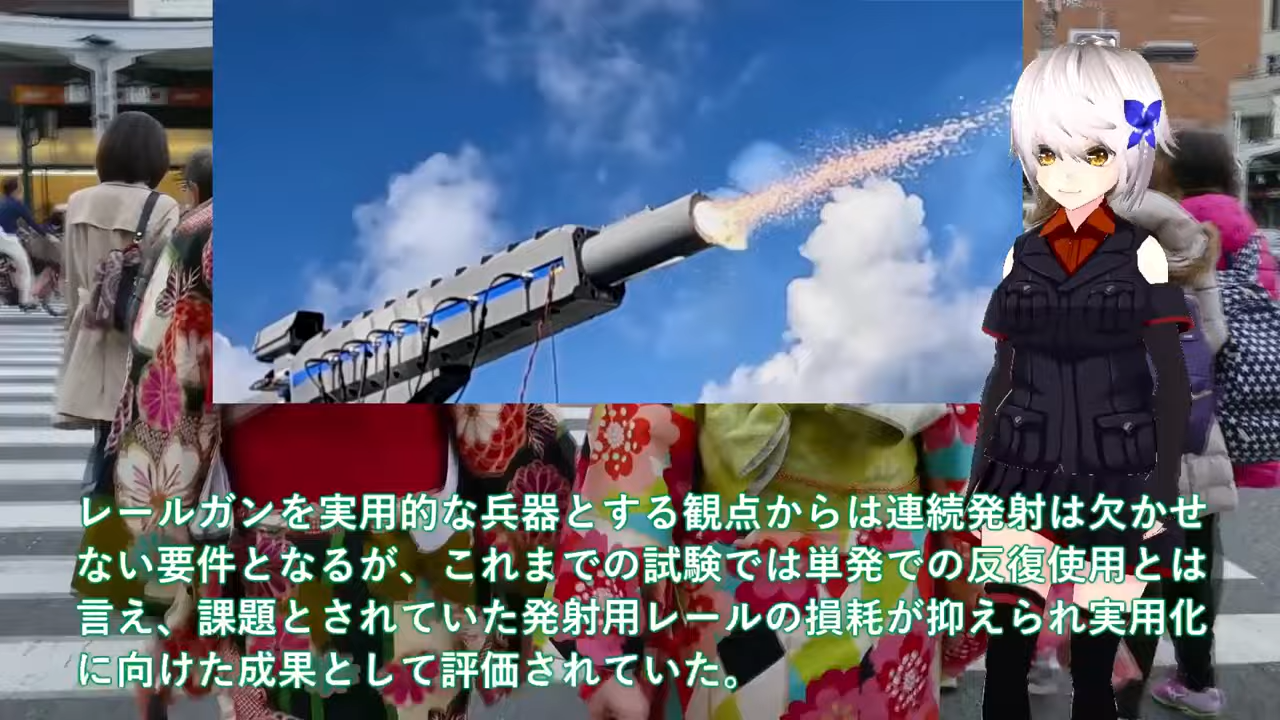 レールガンを実用的な兵器とする観点からは連続発射は欠かせ
ない要件となるが、これまでの試験では単発での反復使用とは
言え、課題とされていた発射用レールの損耗が抑えられ実用化
に向けた成果として評価されていた。